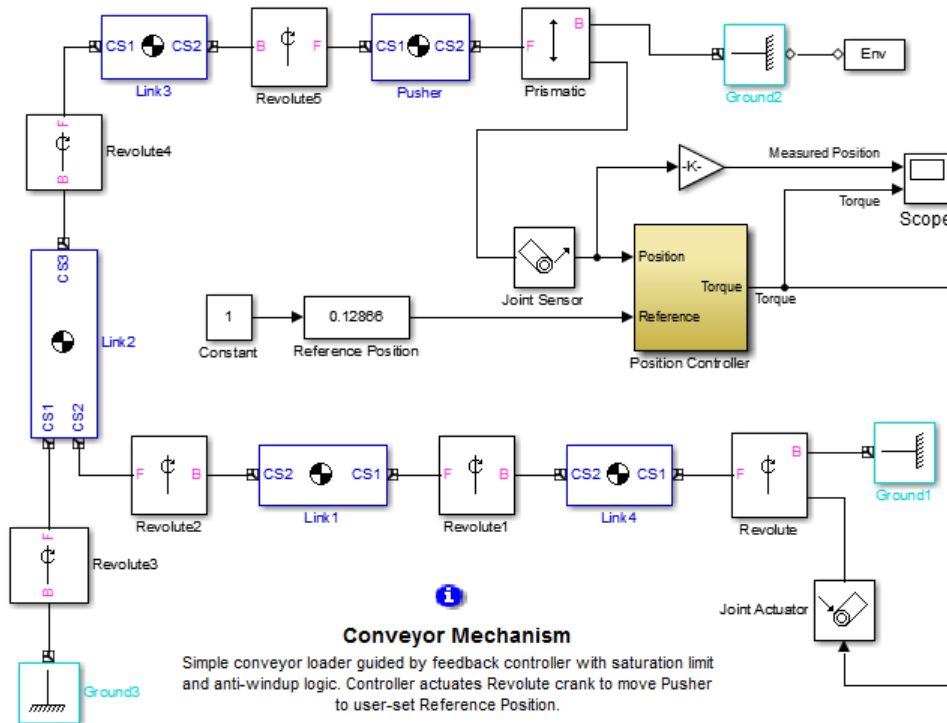 CS1 CS2
Link3
B F
Revolute5
CS1 CS2
Pusher
F B
Prismatic
Ground2
Env
F
B
Revolute4
-K-
Measured Position
Torque
Scope
Joint Sensor
Position
Reference
Torque
Torque
Position Controller
1
Constant
0.12866
Reference Position
CS3
Link2
CS1
CS2
F B
Revolute2
CS2 CS1
Link1
F B
Revolute1
CS2 CS1
Link4
F B
Revolute
Ground1
F
B
Revolute3
Ground3
Joint Actuator
i
Conveyor Mechanism
Simple conveyor loader guided by feedback controller with saturation limit
and anti-windup logic. Controller actuates Revolute crank to move Pusher
to user-set Reference Position.